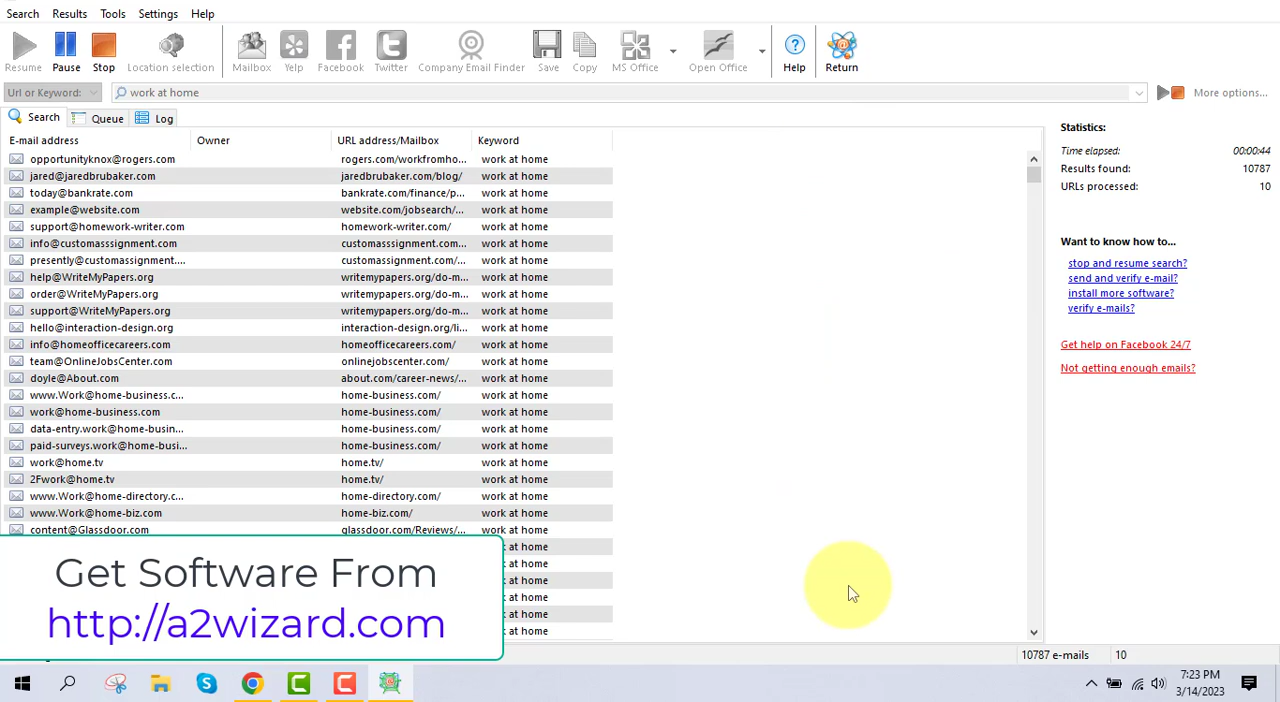 Search Results Tools Settings Help
Resume Pause Stop Location selection Mailbox Yelp Facebook Twitter Company Email Finder Save Copy MS Office Open Office Help Return
Url or Keyword: work at home More options...
Search Queue Log
E-mail address Owner URL address/Mailbox Keyword
opportunityknox@rogers.com rogers.com/workfromho... work at home
jared@jaredbrubaker.com jaredbrubaker.com/blog/ work at home
today@bankrate.com bankrate.com/finance/p... work at home
example@website.com website.com/jobsearch/... work at home
support@homework-writer.com homework-writer.com/ work at home
info@customasssignment.com customasssignment.com... work at home
presently@customassignment.... customassignment.com/... work at home
help@WriteMyPapers.org writemypapers.org/do-m... work at home
order@WriteMyPapers.org writemypapers.org/do-m... work at home
support@WriteMyPapers.org writemypapers.org/do-m... work at home
hello@interaction-design.org interaction-design.org/li... work at home
info@homeofficecareers.com homeofficecareers.com/ work at home
team@OnlineJobsCenter.com onlinejobscenter.com/ work at home
doyle@About.com about.com/career-news/... work at home
www.Work@home-business.c... home-business.com/ work at home
work@home-business.com home-business.com/ work at home
data-entry.work@home-busin... home-business.com/ work at home
paid-surveys.work@home-busi... home-business.com/ work at home
work@home.tv home.tv/ work at home
2Fwork@home.tv home.tv/ work at home
www.Work@home-directory.c... home-directory.com/ work at home
www.Work@home-biz.com home-biz.com/ work at home
content@Glassdoor.com glassdoor.com/Reviews/... work at home
at home
at home
at home
at home
at home
at home
Statistics:
Time elapsed: 00:00:44
Results found: 10787
URLs processed: 10
Want to know how to...
stop and resume search?
send and verify e-mail?
install more software?
verify e-mails?
Get help on Facebook 24/7
Not getting enough emails?
Get Software From
http://a2wizard.com
10787 e-mails 10
7:23 PM
3/14/2023